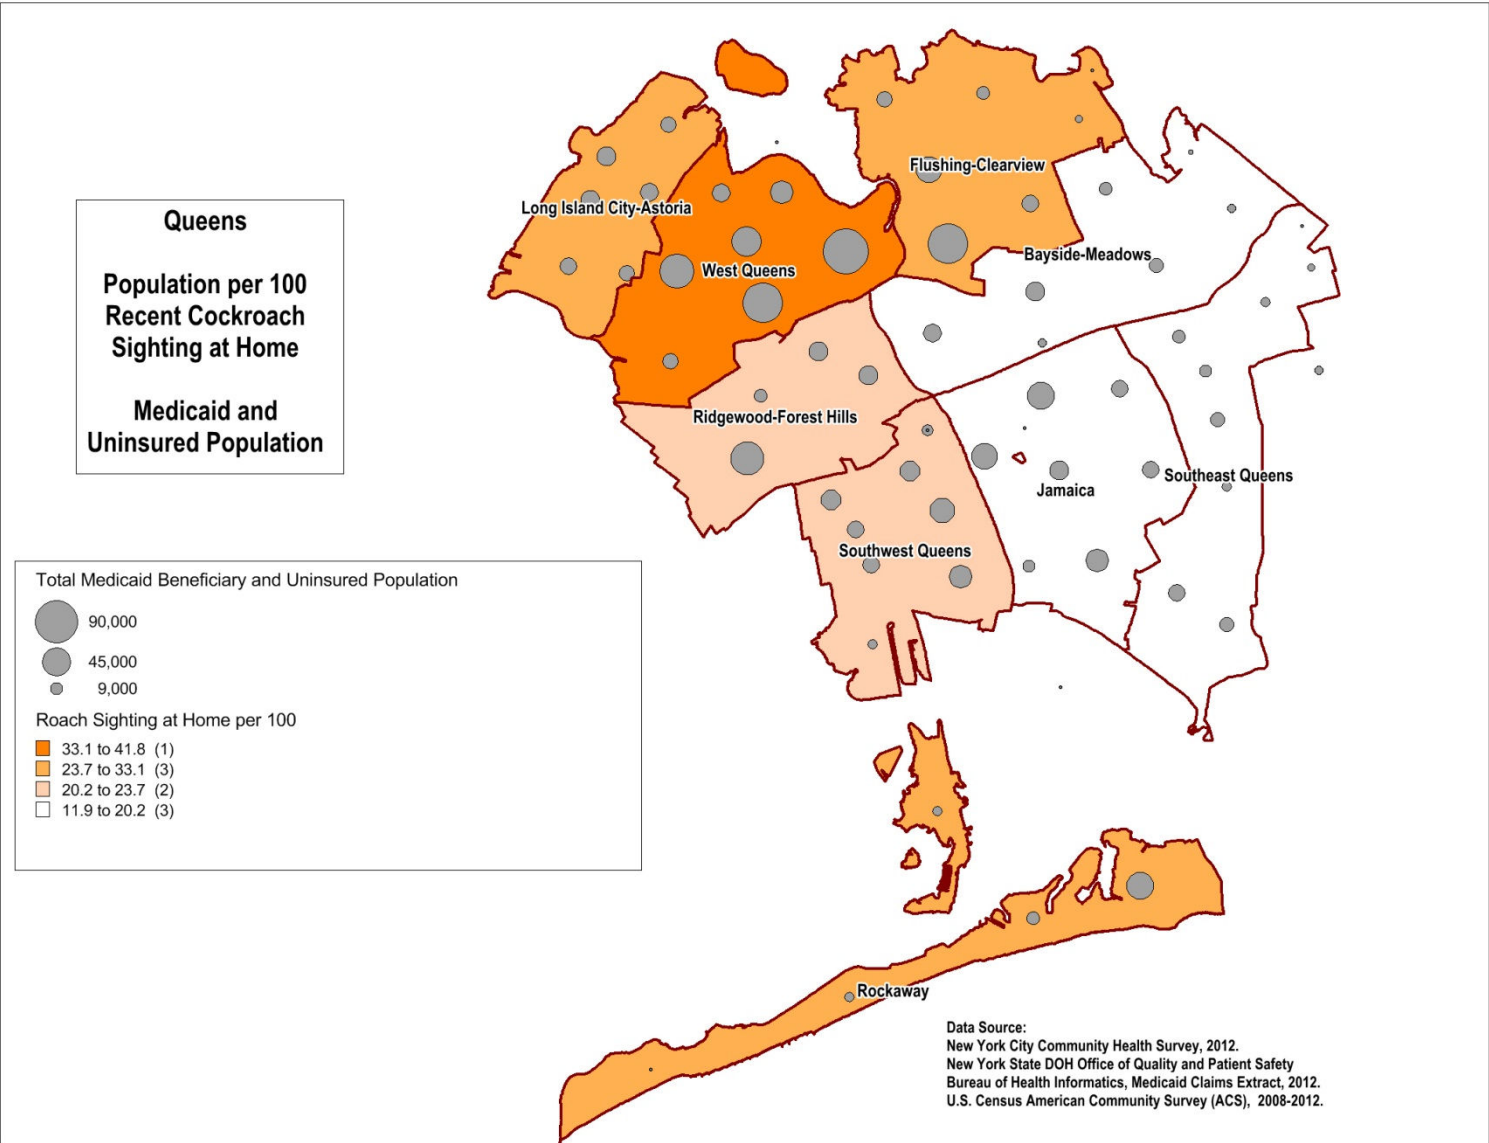 Queens
Population per 100
Recent Cockroach
Sighting at Home
Medicaid and
Uninsured Population
Flushing-Clearview
Long Island City-Astoria
Bayside-Meadows
West Queens
Ridgewood-Forest Hills
Southeast Queens
Jamaica
Southwest Queens
Total Medicaid Beneficiary and Uninsured Population
90,000
45,000
9,000
Roach Sighting at Home per 100
33.1 to 41.8 (1)
23.7 to 33.1 (3)
20.2 to 23.7 (2)
11.9 to 20.2 (3)
Rockaway
Data Source:
New York City Community Health Survey, 2012.
New York State DOH Office of Quality and Patient Safety
Bureau of Health Informatics, Medicaid Claims Extract, 2012.
U.S. Census American Community Survey (ACS), 2008-2012.